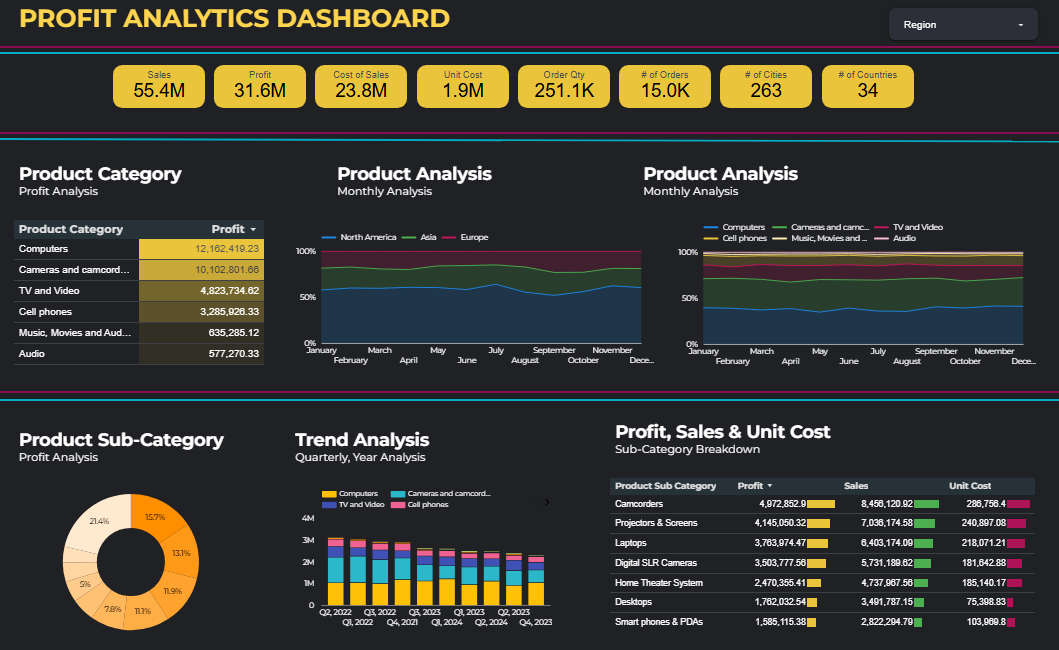 PROFIT ANALYTICS DASHBOARD
Region
Sales
55.4M
Profit
31.6M
Cost of Sales
23.8M
Unit Cost
1.9M
Order Qty
251.1K
# of Orders
15.0K
# of Cities
263
# of Countries
34
Product Category
Profit Analysis
Product Category Profit
Computers 12,162,419.23
Cameras and camcord... 10,102,801.66
TV and Video 4,823,734.62
Cell phones 3,285,926.33
Music, Movies and Aud... 635,285.12
Audio 577,270.33
Product Analysis
Monthly Analysis
North America Asia Europe
100%
50%
0%
January March May July September November
February April June August October Dece...
Product Analysis
Monthly Analysis
Computers Cameras and camc... TV and Video
Cell phones Music, Movies and ... Audio
100%
50%
0%
January March May July September November
February April June August October Dece...
Product Sub-Category
Profit Analysis
21.4%
15.7%
13.1%
11.9%
11.1%
7.8%
5%
Trend Analysis
Quarterly, Year Analysis
Computers Cameras and camcord...
TV and Video Cell phones
4M
3M
2M
1M
0
Q2, 2022 Q3, 2022 Q3, 2023 Q1, 2023 Q2, 2023
Q1, 2022 Q4, 2021 Q1, 2024 Q2, 2024 Q4, 2023
Profit, Sales & Unit Cost
Sub-Category Breakdown
Product Sub Category Profit Sales Unit Cost
Camcorders 4,972,852.9 8,456,120.92 286,756.4
Projectors & Screens 4,145,050.32 7,036,174.58 240,897.08
Laptops 3,763,974.47 6,403,174.09 218,071.21
Digital SLR Cameras 3,503,777.56 5,731,189.62 181,642.88
Home Theater System 2,470,355.41 4,737,967.56 185,140.17
Desktops 1,762,032.54 3,491,787.15 75,398.83
Smart phones & PDAs 1,585,115.38 2,822,294.79 103,969.8